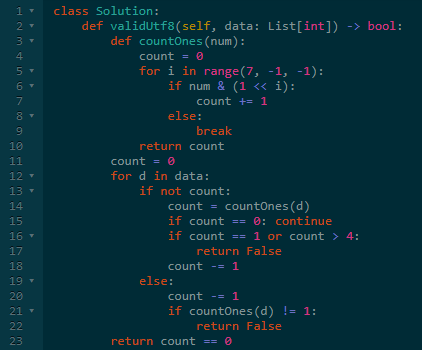 1 class Solution:
2     def validUtf8(self, data: List[int]) -> bool:
3         def countOnes(num):
4             count = 0
5             for i in range(7, -1, -1):
6                 if num & (1 << i):
7                     count += 1
8                 else:
9                     break
10             return count
11         count = 0
12         for d in data:
13             if not count:
14                 count = countOnes(d)
15                 if count == 0: continue
16                 if count == 1 or count > 4:
17                     return False
18                 count -= 1
19             else:
20                 count -= 1
21                 if countOnes(d) != 1:
22                     return False
23         return count == 0